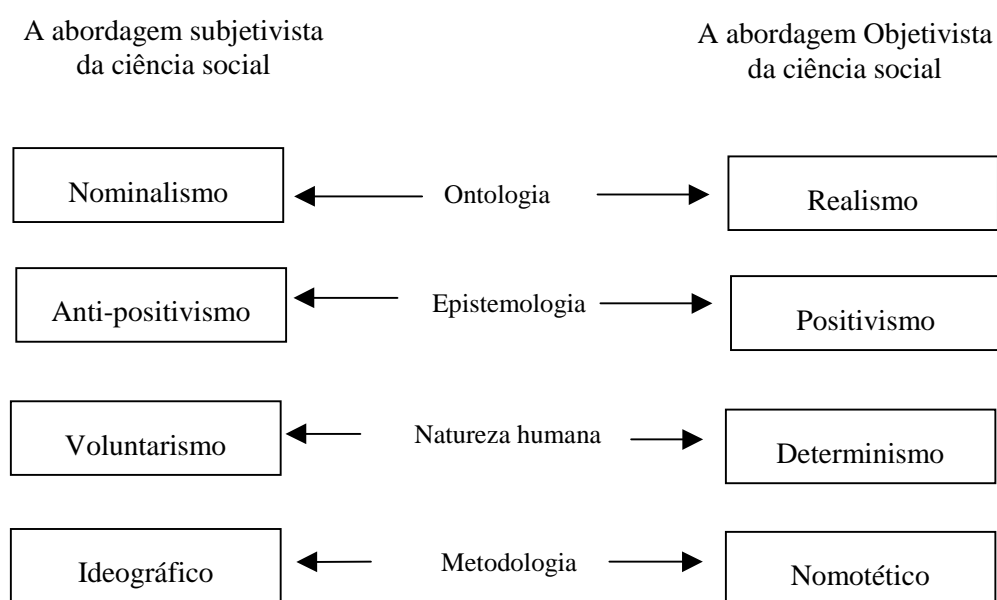 A abordagem subjetivista
da ciência social
A abordagem Objetivista
da ciência social
Nominalismo
Ontologia
Realismo
Anti-positivismo
Epistemologia
Positivismo
Voluntarismo
Natureza humana
Determinismo
Ideográfico
Metodologia
Nomotético